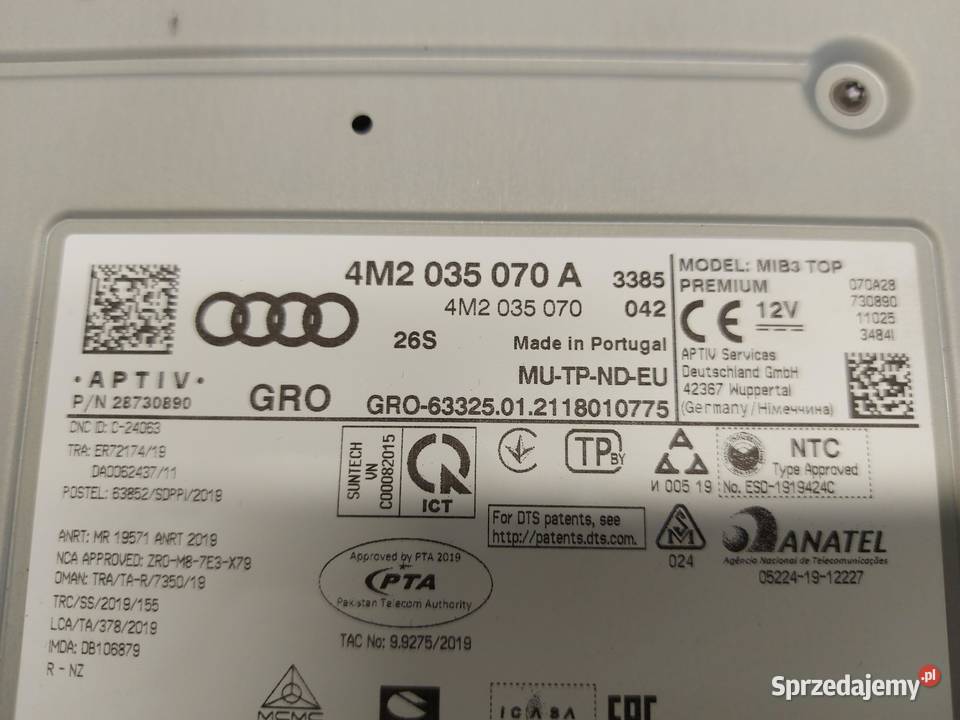 4M2 035 070 A 3385
4M2 035 070 042
26S Made in Portugal
MU-TP-ND-EU
·APTIV·
P/N 28730890
GRO GRO-63325.01.2118010775
MODEL: MIB3 TOP
PREMIUM
12V
070A28
730890
11025
3484I
APTIV Services
Deutschland GmbH
42367 Wuppertal
(Germany/Німеччина)
CNC ID: C-24063
TRA: ER72174/19
DA0062437/11
POSTEL: 63852/SDPPI/2019
ANRT: MR 19571 ANRT 2019
NCA APPROVED: ZRO-M8-7E3-X79
OMAN: TRA/TA-R/7350/19
TRC/SS/2019/155
LCA/TA/378/2019
IMDA: DB106879
R - NZ
SUNTECH
VN
C00082015
ICT
TP BY
И 005 19
NTC
Type Approved
No. ESD-1919424C
For DTS patents, see
http://patents.dts.com.
024
ANATEL
Agência Nacional de Telecomunicações
05224-19-12227
Approved by PTA 2019
PTA
Pakistan Telecom Authority
TAC No: 9.9275/2019
MCMC
ICASA
EAC
Sprzedajemy.pl